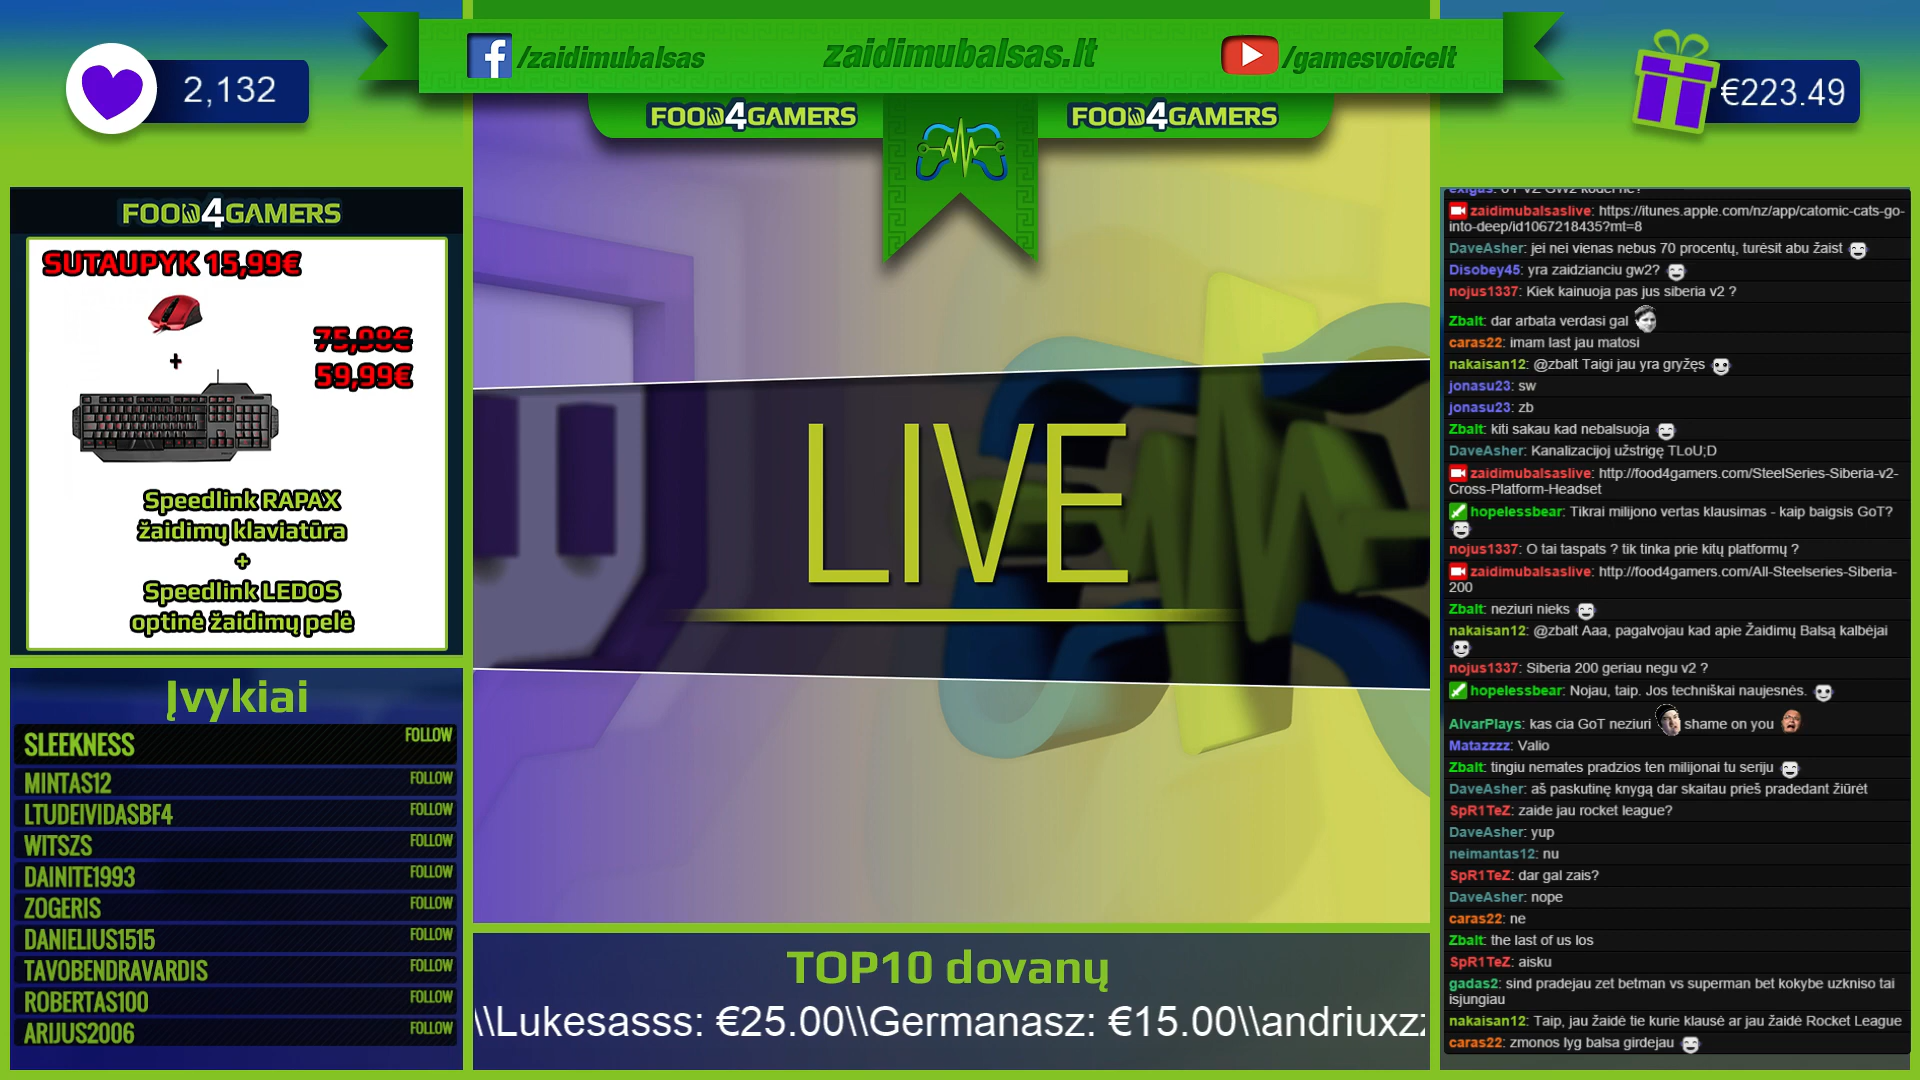 2,132
/zaidimubalsas
zaidimubalsas.lt
/gamesvoicelt
€223.49
FOOD4GAMERS
FOOD4GAMERS
FOOD4GAMERS
SUTAUPYK 15,99€
+
75,98€
59,99€
Speedlink RAPAX
žaidimų klaviatūra
+
Speedlink LEDOS
optinė žaidimų pelė
Įvykiai
SLEEKNESS FOLLOW
MINTAS12 FOLLOW
LTUDEIVIDASBF4 FOLLOW
WITSZS FOLLOW
DAINITE1993 FOLLOW
ZOGERIS FOLLOW
DANIELIUS1515 FOLLOW
TAVOBENDRAVARDIS FOLLOW
ROBERTAS100 FOLLOW
ARIJUS2006 FOLLOW
LIVE
TOP10 dovanų
\\Lukesasss: €25.00\\Germanasz: €15.00\\andriuxzz
zaidimubalsaslive: https://itunes.apple.com/nz/app/catomic-cats-go-
into-deep/id1067218435?mt=8
DaveAsher: jei nei vienas nebus 70 procentų, turėsit abu žaist
Disobey45: yra zaidzianciu gw2?
nojus1337: Kiek kainuoja pas jus siberia v2 ?
Zbalt: dar arbata verdasi gal
caras22: imam last jau matosi
nakaisan12: @zbalt Taigi jau yra gryžęs
jonasu23: sw
jonasu23: zb
Zbalt: kiti sakau kad nebalsuoja
DaveAsher: Kanalizacijoj užstrigę TLoU;D
zaidimubalsaslive: http://food4gamers.com/SteelSeries-Siberia-v2-
Cross-Platform-Headset
hopelessbear: Tikrai milijono vertas klausimas - kaip baigsis GoT?
nojus1337: O tai taspats ? tik tinka prie kitų platformų ?
zaidimubalsaslive: http://food4gamers.com/All-Steelseries-Siberia-
200
Zbalt: neziuri nieks
nakaisan12: @zbalt Aaa, pagalvojau kad apie Žaidimų Balsą kalbėjai
nojus1337: Siberia 200 geriau negu v2 ?
hopelessbear: Nojau, taip. Jos techniškai naujesnės.
AlvarPlays: kas cia GoT neziuri shame on you
Matazzzz: Valio
Zbalt: tingiu nemates pradzios ten milijonai tu seriju
DaveAsher: aš paskutinę knygą dar skaitau prieš pradedant žiūrėt
SpR1TeZ: zaide jau rocket league?
DaveAsher: yup
neimantas12: nu
SpR1TeZ: dar gal zais?
DaveAsher: nope
caras22: ne
Zbalt: the last of us los
SpR1TeZ: aisku
gadas2: sind pradejau zet betman vs superman bet kokybe uzkniso tai
isjungiau
nakaisan12: Taip, jau žaidė tie kurie klausė ar jau žaidė Rocket League
caras22: zmonos lyg balsa girdejau